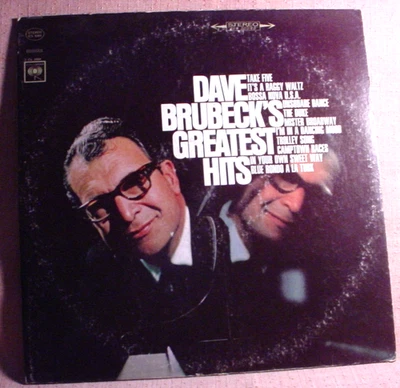 STEREO
DAVE
BRUBECK'S
GREATEST
HITS
TAKE FIVE
IT'S A RAGGY WALTZ
BOSSA NOVA U.S.A.
UNSQUARE DANCE
THE DUKE
MISTER BROADWAY
I'M IN A DANCING MOOD
TROLLEY SONG
CAMPTOWN RACES
IN YOUR OWN SWEET WAY
BLUE RONDO A LA TURK